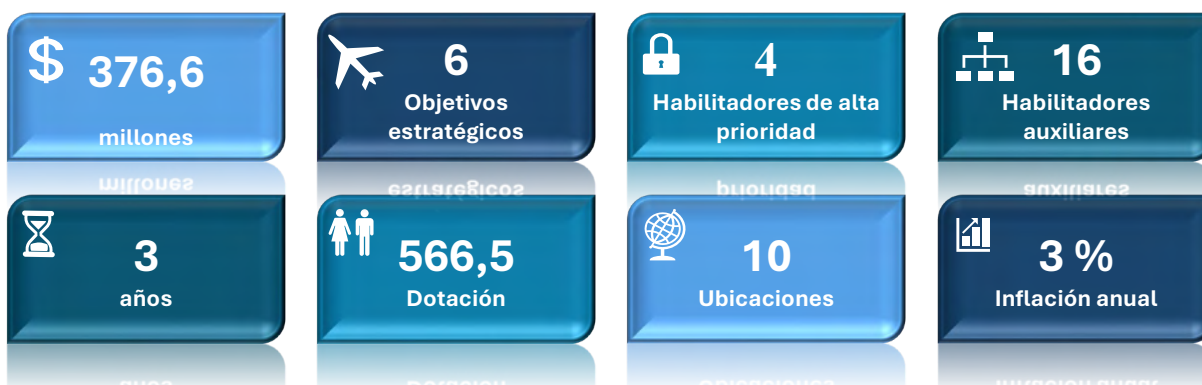 $ 376,6
millones
6
Objetivos
estratégicos
4
Habilitadores de alta
prioridad
16
Habilitadores
auxiliares
3
años
566,5
Dotación
10
Ubicaciones
3 %
Inflación anual